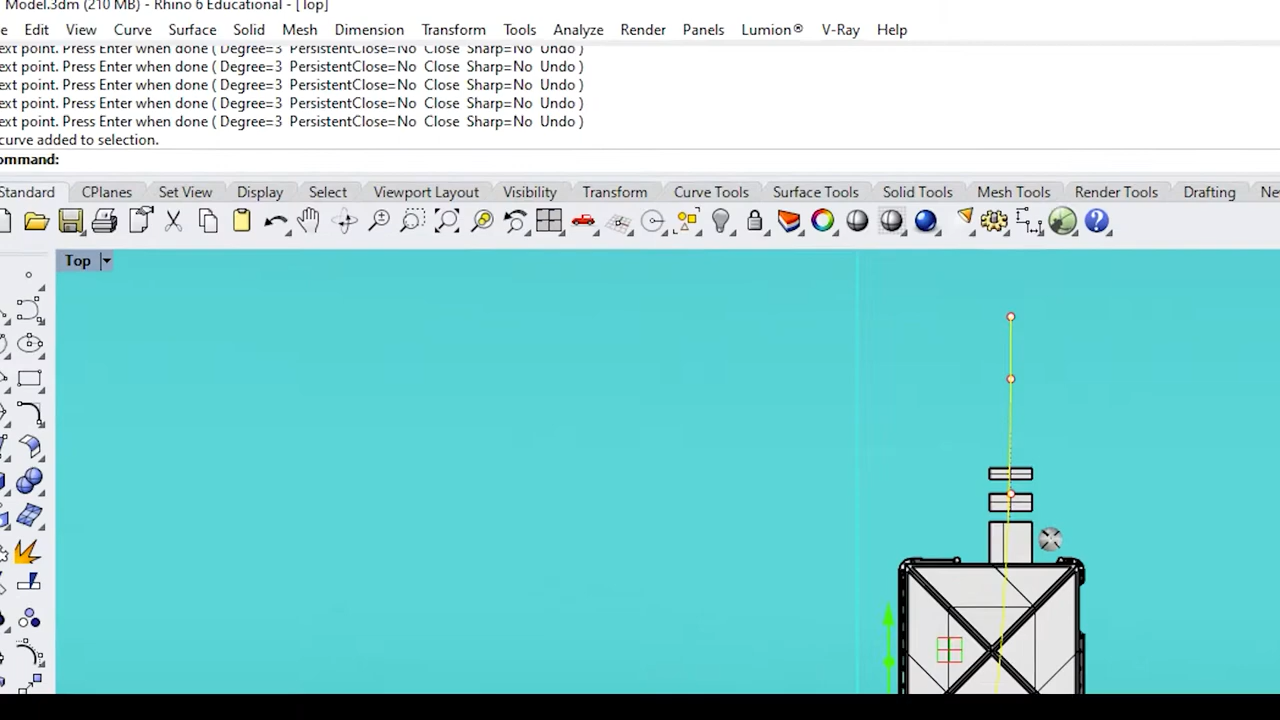 Model.3dm (210 MB) - Rhino 6 Educational - [Top]
Edit View Curve Surface Solid Mesh Dimension Transform Tools Analyze Render Panels Lumion® V-Ray Help
ext point. Press Enter when done ( Degree=3 PersistentClose=No Close Sharp=No Undo )
ext point. Press Enter when done ( Degree=3 PersistentClose=No Close Sharp=No Undo )
ext point. Press Enter when done ( Degree=3 PersistentClose=No Close Sharp=No Undo )
ext point. Press Enter when done ( Degree=3 PersistentClose=No Close Sharp=No Undo )
ext point. Press Enter when done ( Degree=3 PersistentClose=No Close Sharp=No Undo )
curve added to selection.
ommand:
Standard CPlanes Set View Display Select Viewport Layout Visibility Transform Curve Tools Surface Tools Solid Tools Mesh Tools Render Tools Drafting Ne
Top